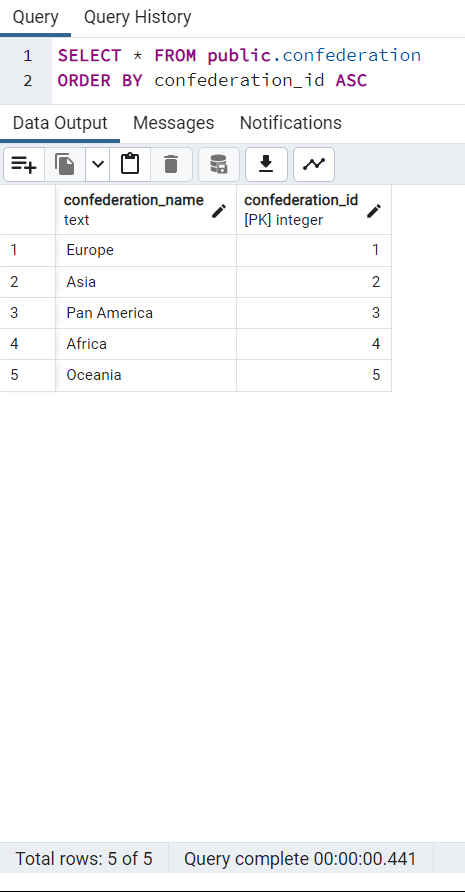 Query Query History
1 SELECT * FROM public.confederation
2 ORDER BY confederation_id ASC
Data Output Messages Notifications
confederation_name confederation_id
text [PK] integer
1 Europe 1
2 Asia 2
3 Pan America 3
4 Africa 4
5 Oceania 5
Total rows: 5 of 5 Query complete 00:00:00.441